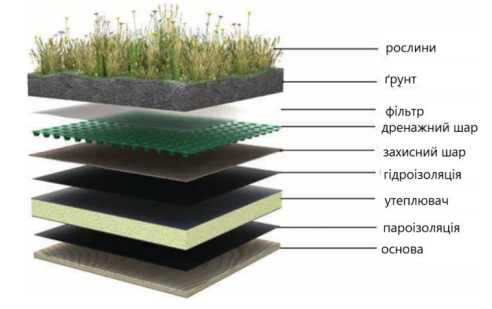 рослини
ґрунт
фільтр
дренажний шар
захисний шар
гідроізоляція
утеплювач
пароізоляція
основа